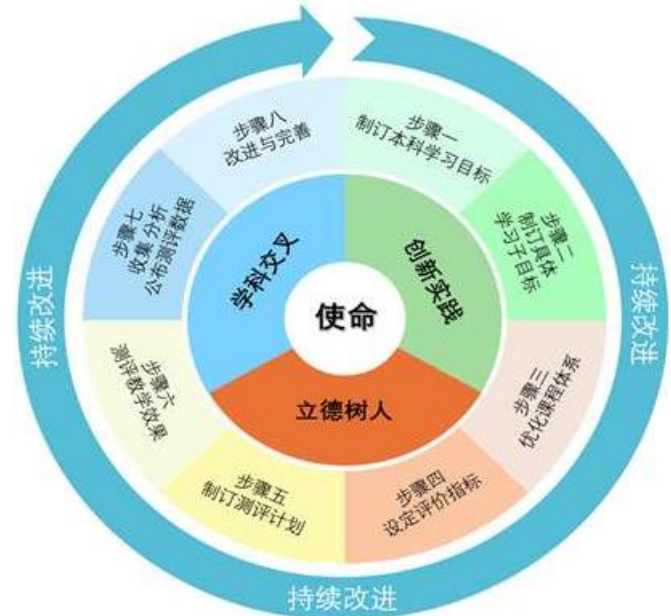 使命
创新实践
立德树人
学科交叉
步骤一
制订本科学习目标
步骤二
制订具体
学习子目标
步骤三
优化课程体系
步骤四
设定评价指标
步骤五
制订测评计划
步骤六
测评教学效果
步骤七
收集 分析
公布测评数据
步骤八
改进与完善
持续改进
持续改进
持续改进